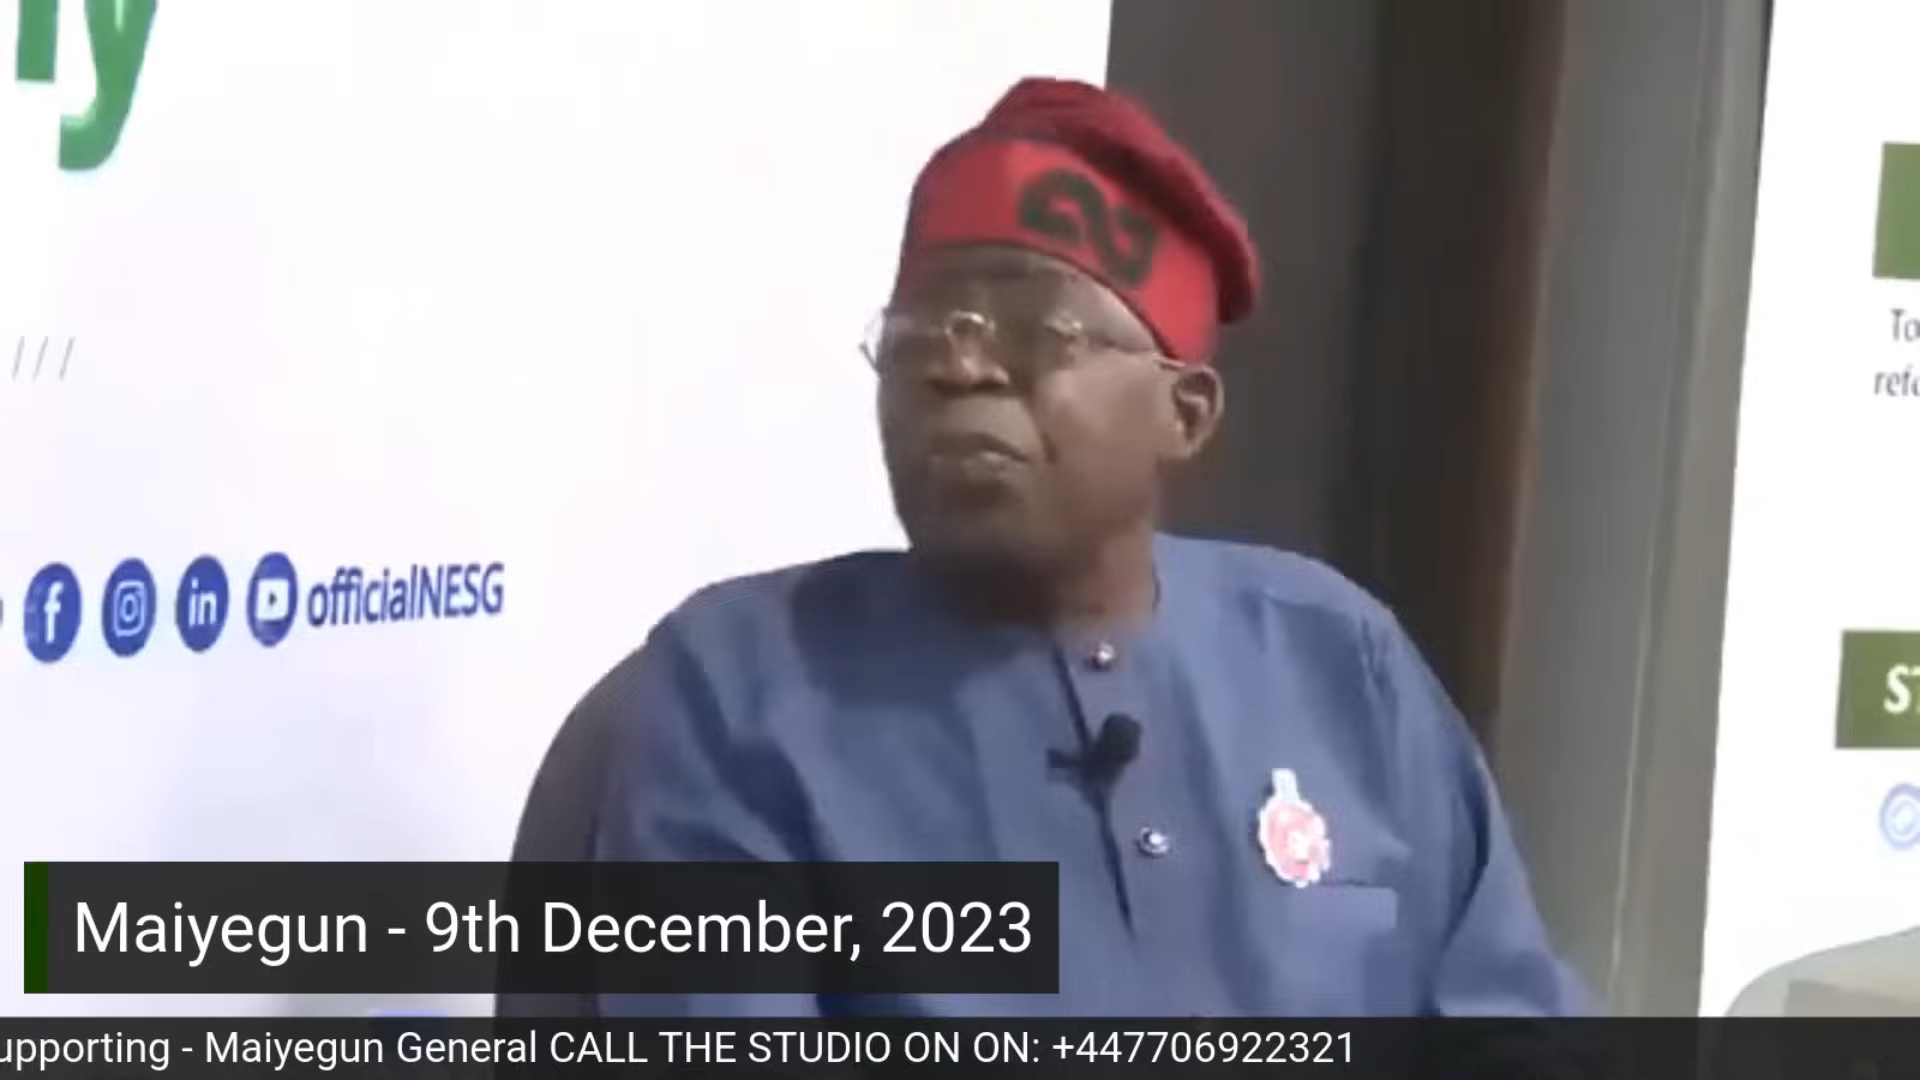 officialNESG
Maiyegun - 9th December, 2023
upporting - Maiyegun General CALL THE STUDIO ON ON: +447706922321